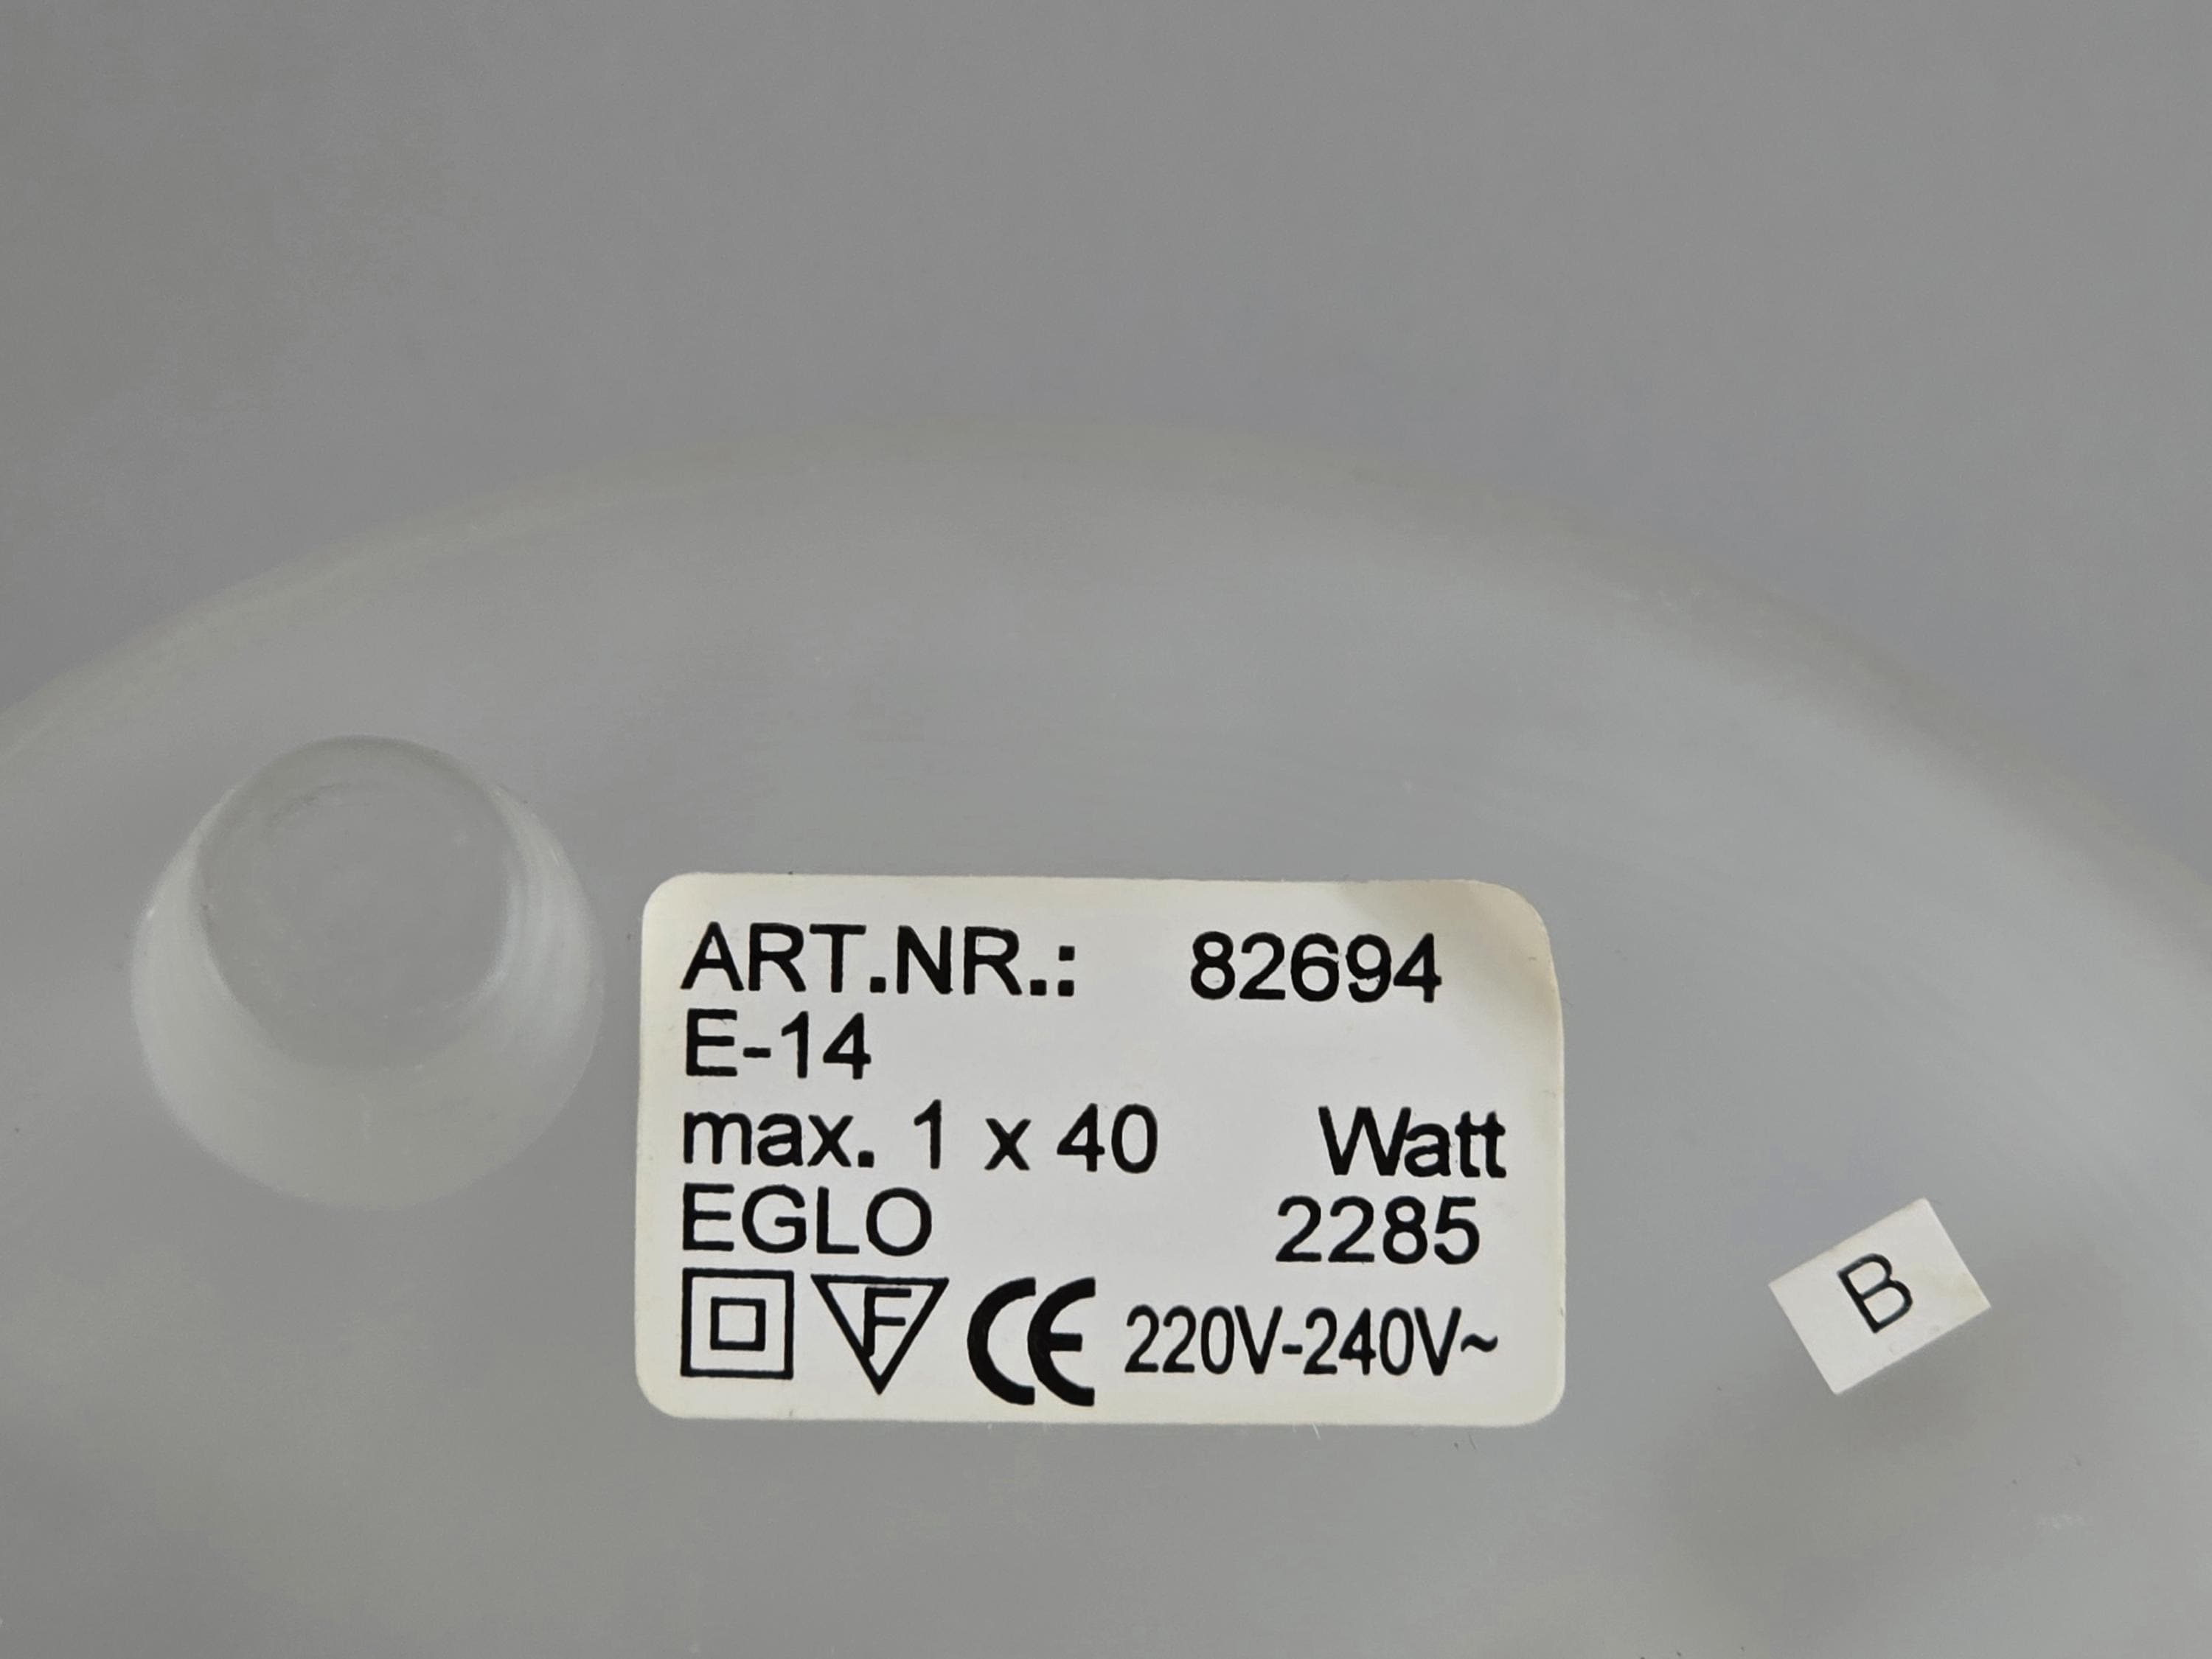 ART.NR.: 82694
E-14
max. 1 x 40 Watt
EGLO 2285
F CE 220V-240V~
B